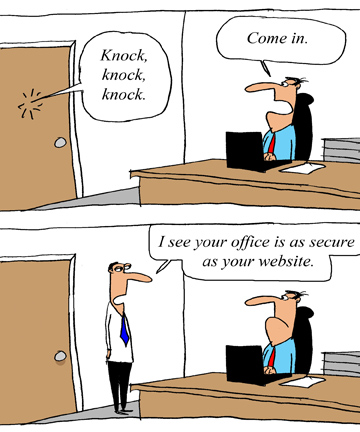 Knock,
knock,
knock.
Come in.
I see your office is as secure
as your website.